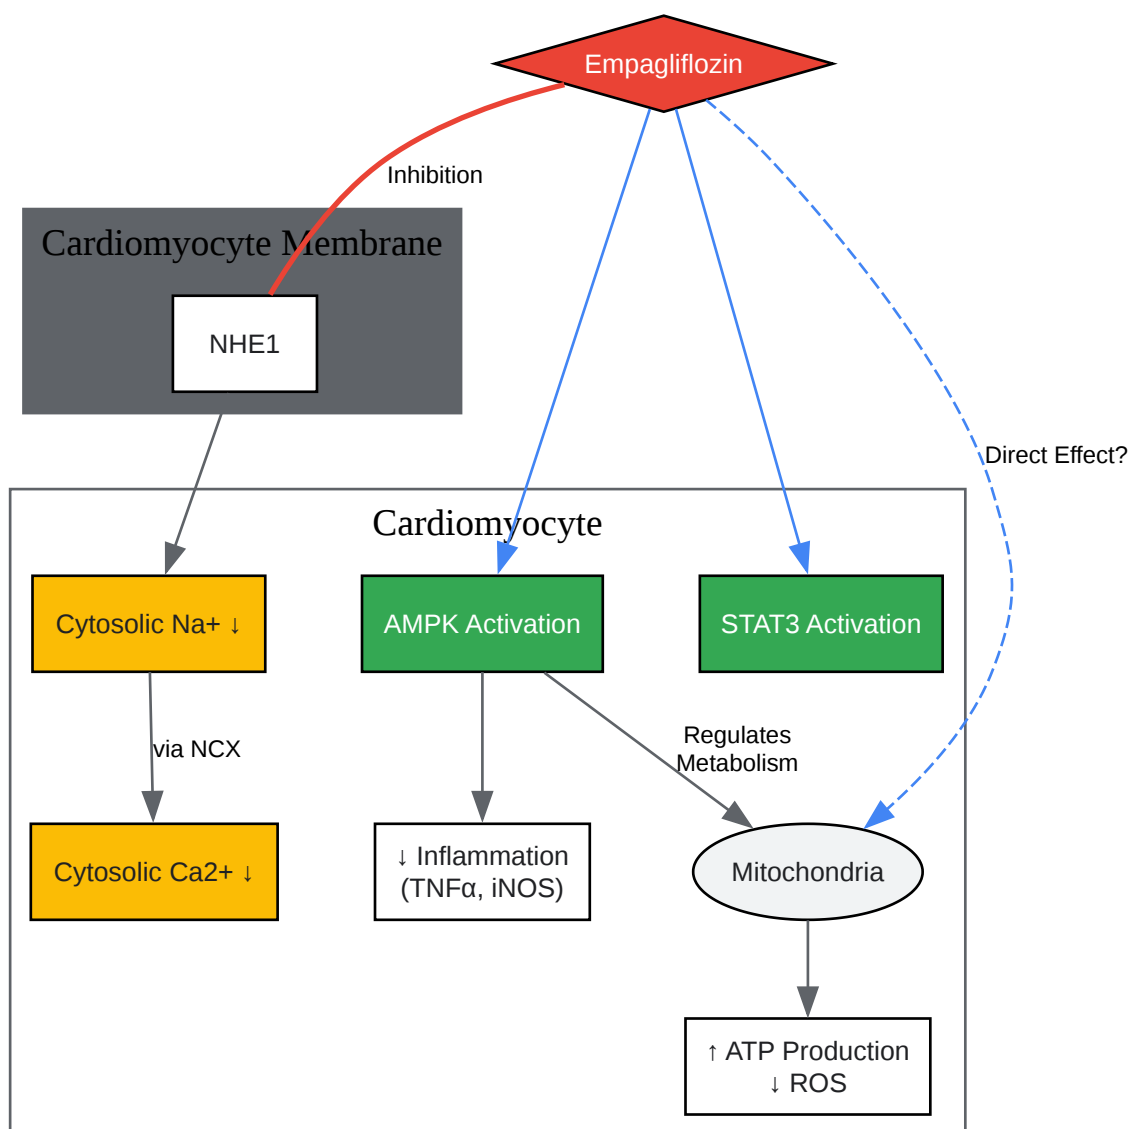 Empagliflozin
Inhibition
Cardiomyocyte Membrane
NHE1
Direct Effect?
Cardiomyocyte
Cytosolic Na+ ↓
AMPK Activation
STAT3 Activation
via NCX
Regulates
Metabolism
Cytosolic Ca2+ ↓
↓ Inflammation
(TNFα, iNOS)
Mitochondria
↑ ATP Production
↓ ROS